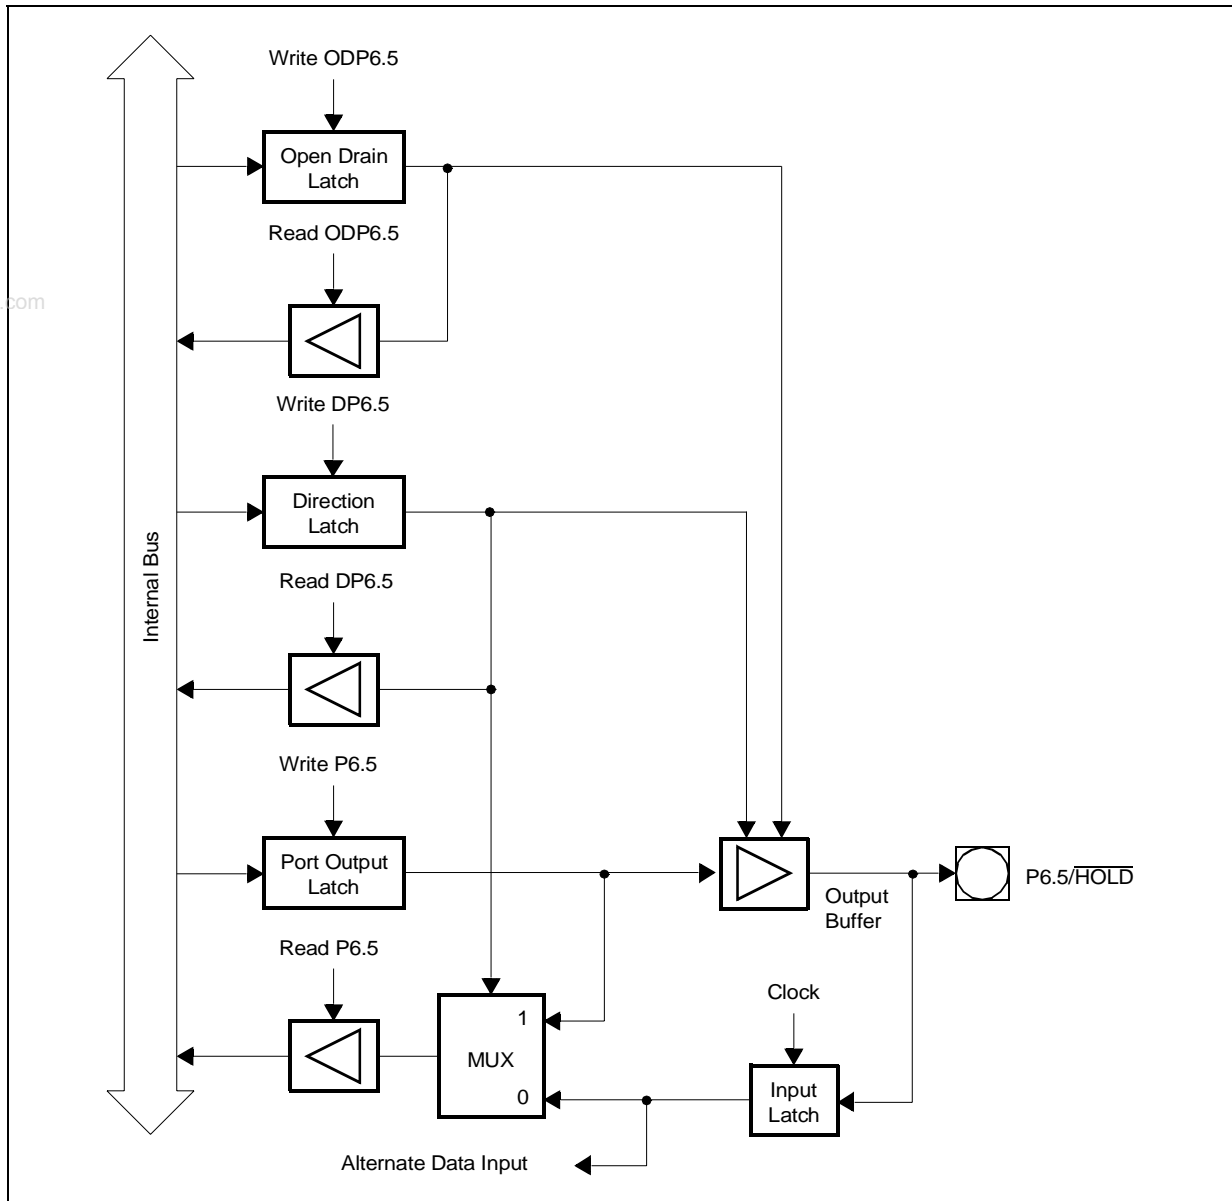 Write ODP6.5
Open Drain
Latch
Read ODP6.5
.com
Write DP6.5
Direction
Latch
Internal Bus
Read DP6.5
Write P6.5
Port Output
Latch
Output
Buffer
P6.5/HOLD
Read P6.5
Clock
1
MUX
0
Input
Latch
Alternate Data Input